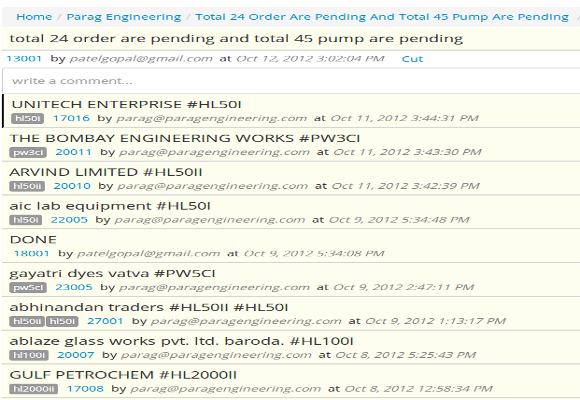 Home / Parag Engineering / Total 24 Order Are Pending And Total 45 Pump Are Pending /
total 24 order are pending and total 45 pump are pending
13001 by patelgopal@gmail.com at Oct 12, 2012 3:02:04 PM Cut
write a comment...
UNITECH ENTERPRISE #HL50I
hl50i 17016 by parag@paragengineering.com at Oct 11, 2012 3:44:31 PM
THE BOMBAY ENGINEERING WORKS #PW3CI
pw3ci 20011 by parag@paragengineering.com at Oct 11, 2012 3:43:30 PM
ARVIND LIMITED #HL50II
hl50ii 20010 by parag@paragengineering.com at Oct 11, 2012 3:42:39 PM
aic lab equipment #HL50I
hl50i 22005 by parag@paragengineering.com at Oct 9, 2012 5:34:48 PM
DONE
18001 by patelgopal@gmail.com at Oct 9, 2012 5:34:08 PM
gayatri dyes vatva #PW5CI
pw5ci 23005 by parag@paragengineering.com at Oct 9, 2012 2:47:11 PM
abhinandan traders #HL50II #HL50I
hl50ii hl50i 27001 by parag@paragengineering.com at Oct 9, 2012 1:13:17 PM
ablaze glass works pvt. ltd. baroda. #HL100I
hl100i 20007 by parag@paragengineering.com at Oct 8, 2012 5:25:43 PM
GULF PETROCHEM #HL2000II
hl2000ii 17008 by parag@paragengineering.com at Oct 8, 2012 12:58:34 PM